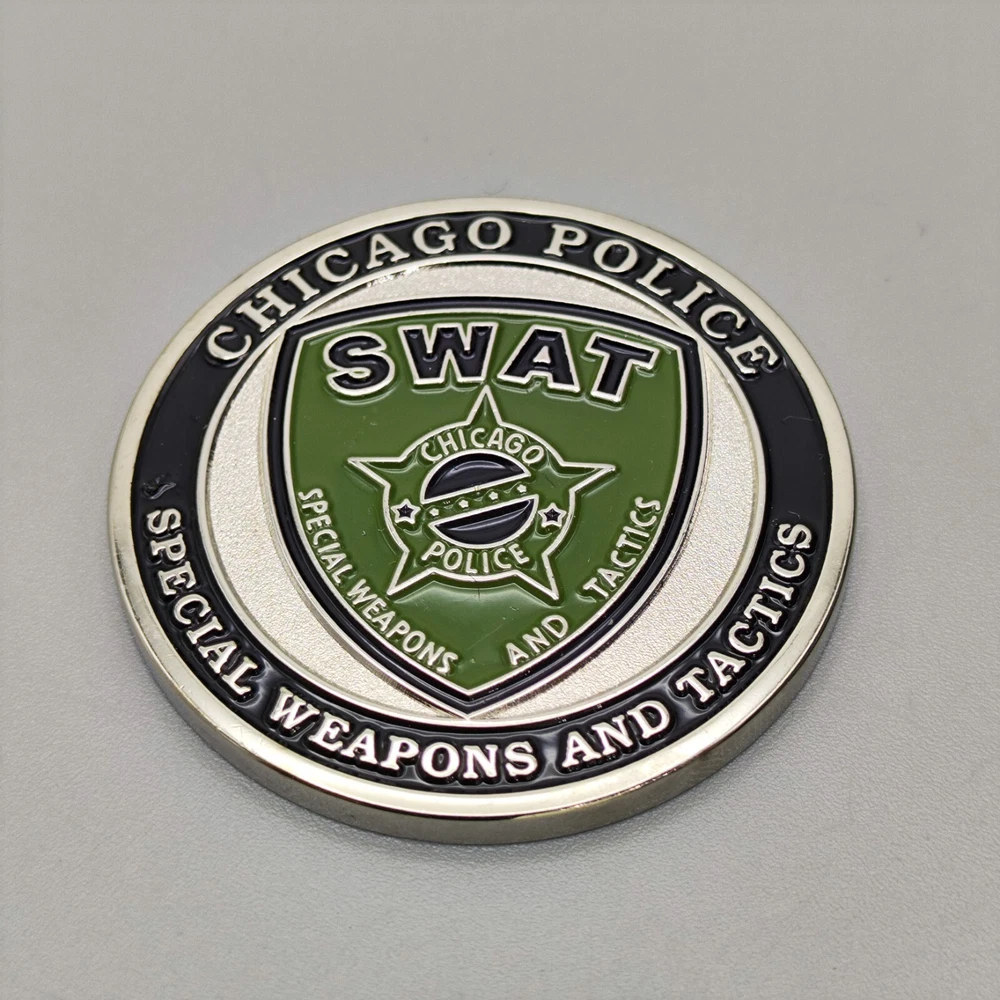 CHICAGO POLICE
SWAT
CHICAGO
POLICE
SPECIAL WEAPONS AND TACTICS
SPECIAL WEAPONS AND TACTICS